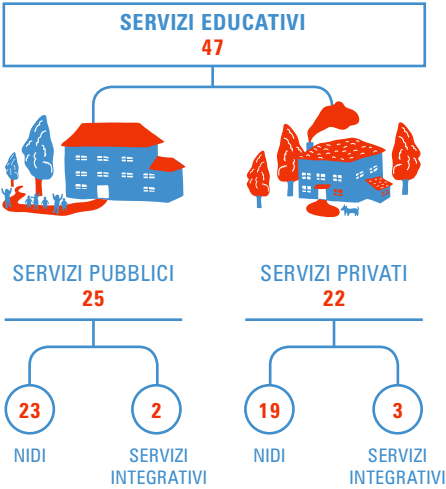 SERVIZI EDUCATIVI
47
SERVIZI PUBBLICI
25
SERVIZI PRIVATI
22
23
NIDI
2
SERVIZI
INTEGRATIVI
19
NIDI
3
SERVIZI
INTEGRATIVI